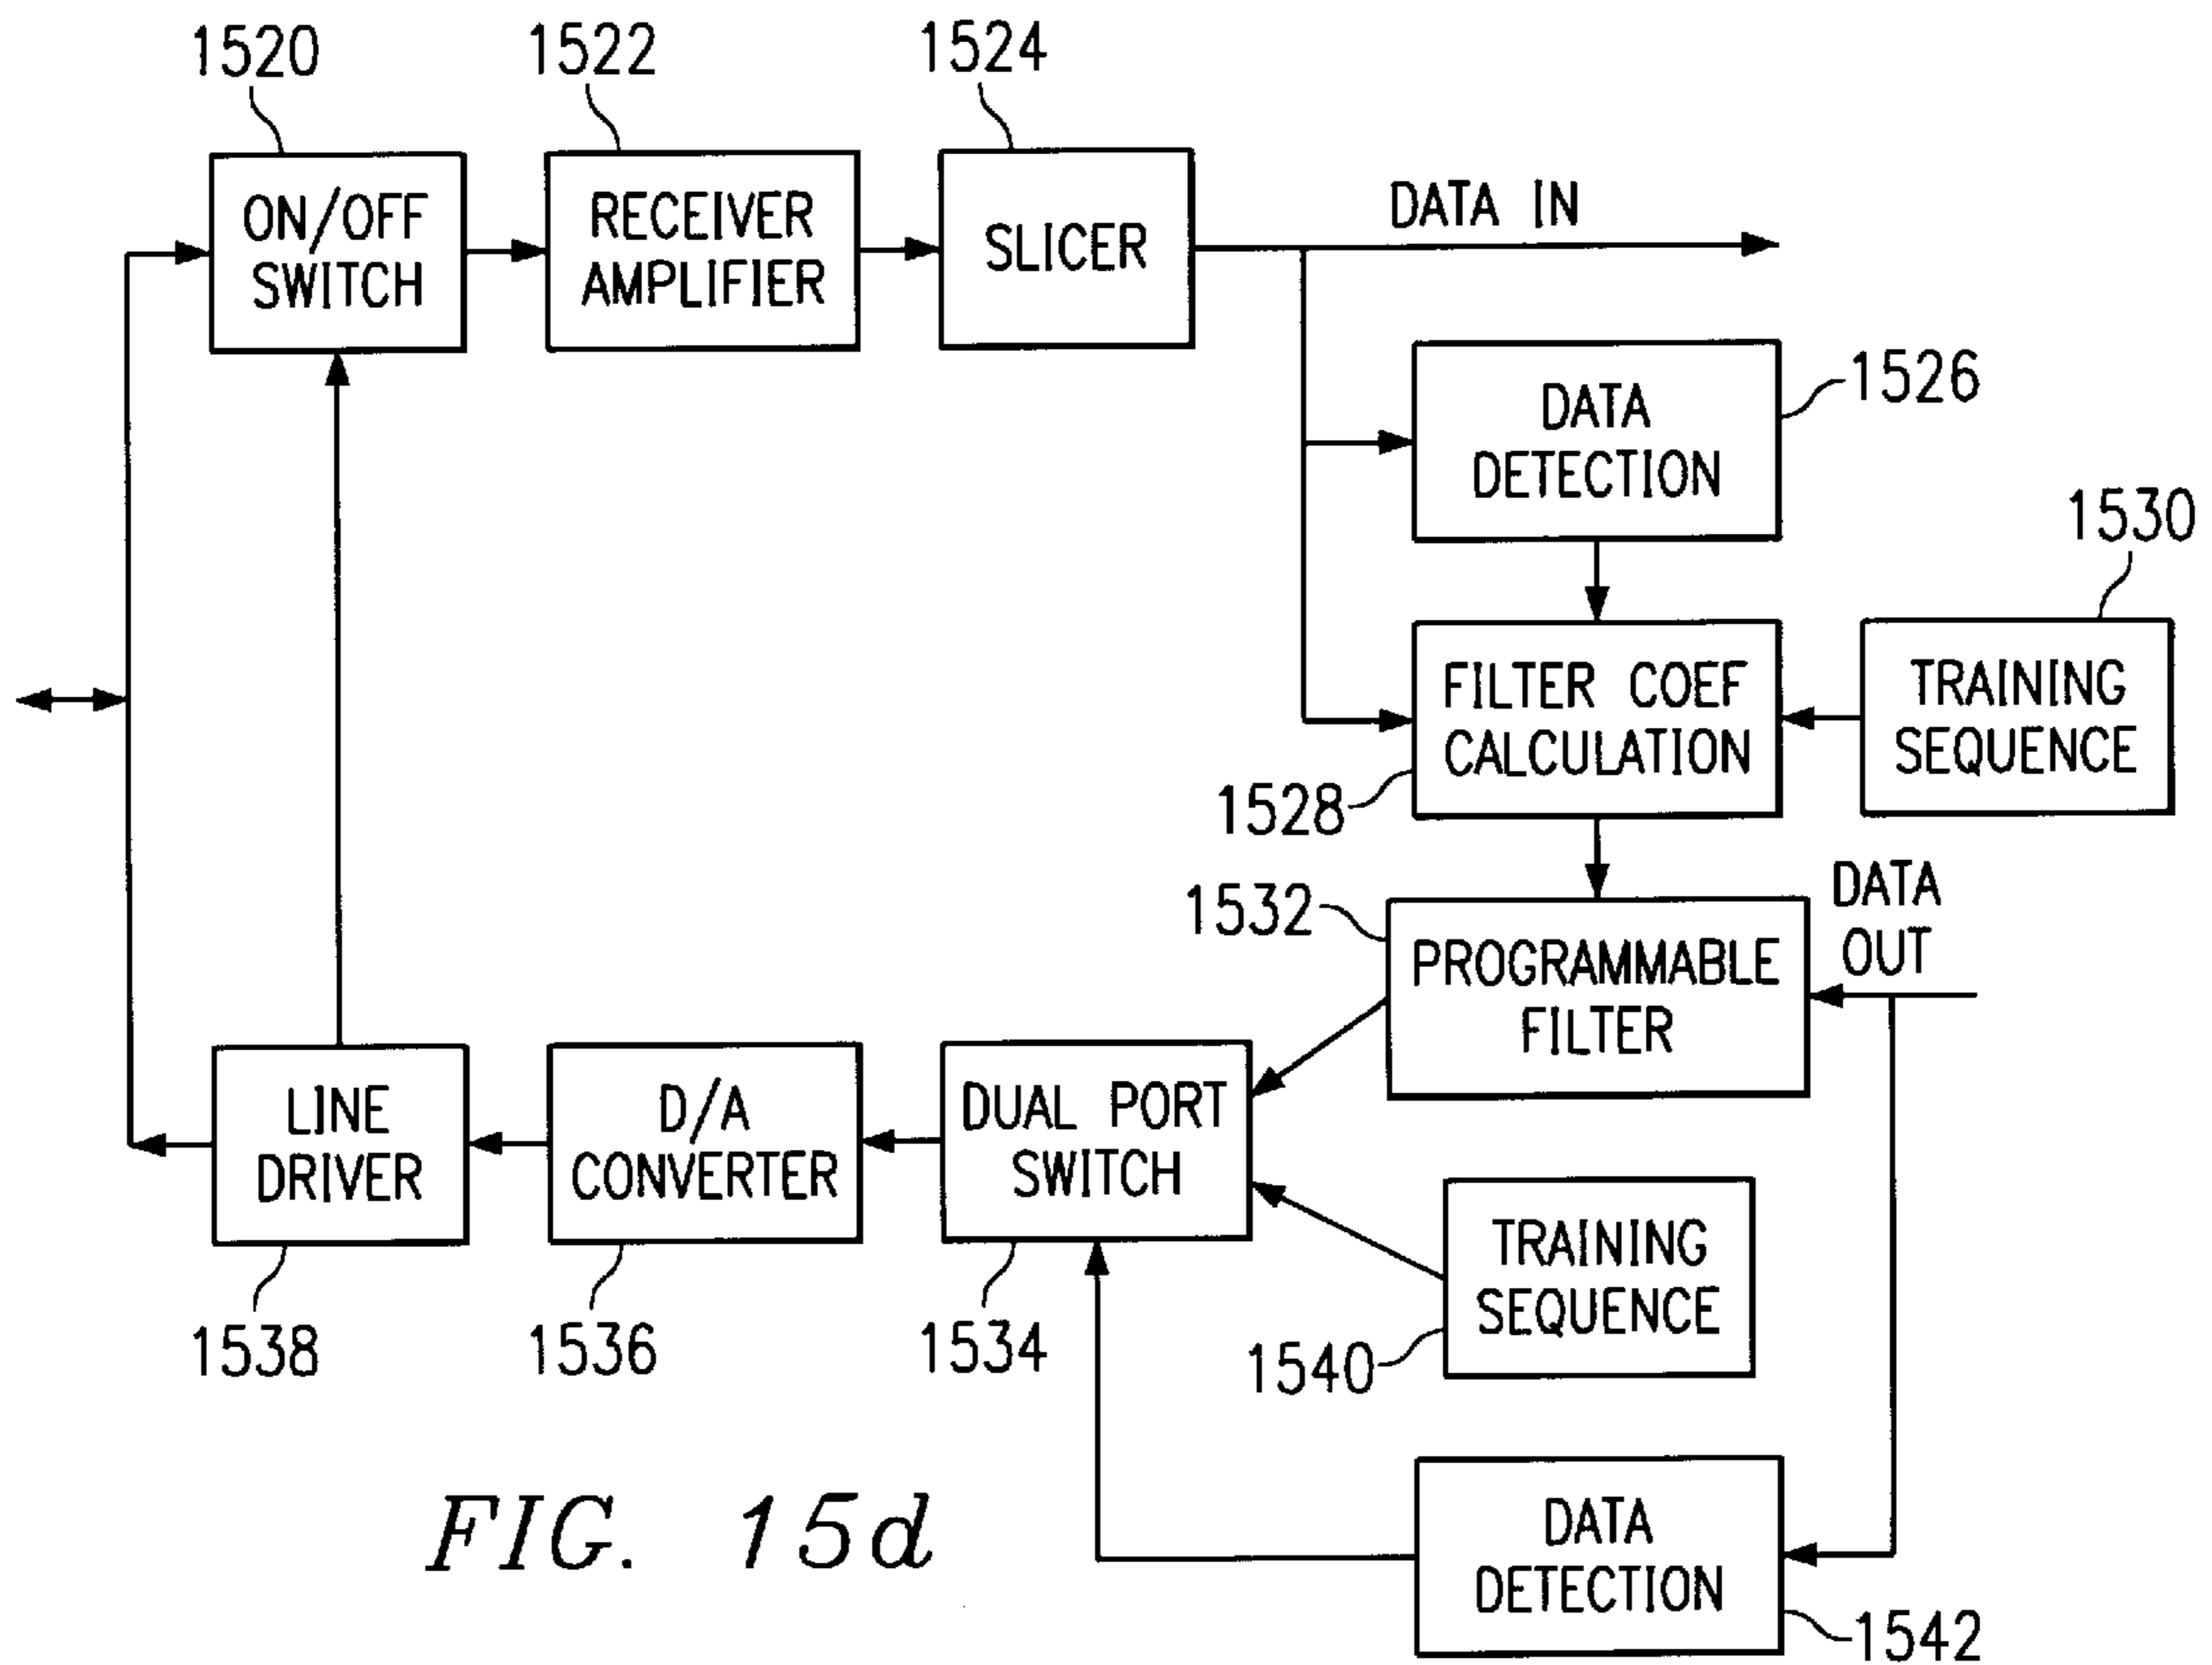 1520
1522
1524
ON/OFF
SWITCH
RECEIVER
AMPLIFIER
SLICER
DATA IN
DATA
DETECTION
1526
1530
FILTER COEF
CALCULATION
1528
TRAINING
SEQUENCE
1532
PROGRAMMABLE
FILTER
DATA
OUT
LINE
DRIVER
D/A
CONVERTER
DUAL PORT
SWITCH
1538
1536
1534
TRAINING
SEQUENCE
1540
DATA
DETECTION
1542
FIG. 15d